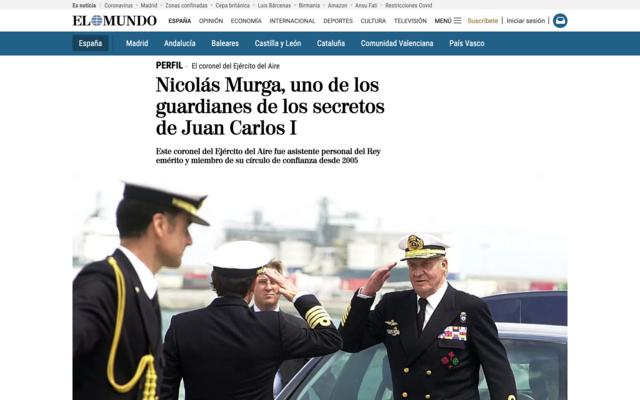 Es noticia Coronavirus Madrid Zonas confinadas Cepa británica Luis Bárcenas Birmania Amazon Ansu Fati Restricciones Covid
EL MUNDO ESPAÑA OPINIÓN ECONOMÍA INTERNACIONAL DEPORTES CULTURA TELEVISIÓN MENÚ Suscríbete Iniciar sesión
España Madrid Andalucía Baleares Castilla y León Cataluña Comunidad Valenciana País Vasco
PERFIL El coronel del Ejército del Aire
Nicolás Murga, uno de los
guardianes de los secretos
de Juan Carlos I
Este coronel del Ejército del Aire fue asistente personal del Rey
emérito y miembro de su círculo de confianza desde 2005